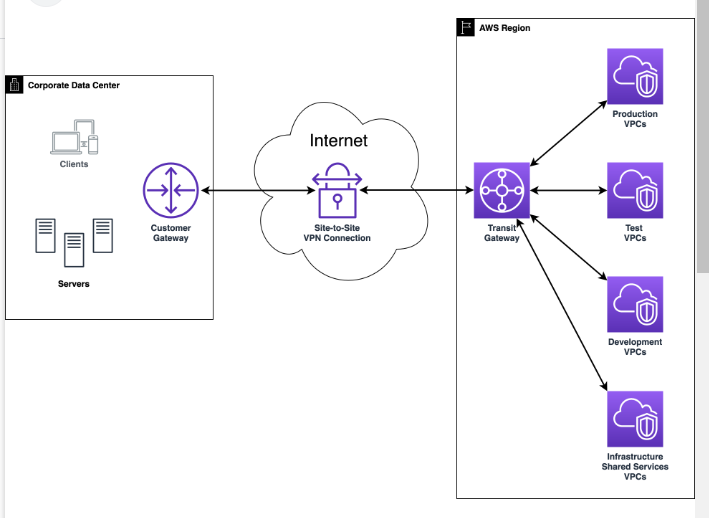 AWS Region
Corporate Data Center
Clients
Servers
Customer
Gateway
Internet
Site-to-Site
VPN Connection
Transit
Gateway
Production
VPCs
Test
VPCs
Development
VPCs
Infrastructure
Shared Services
VPCs